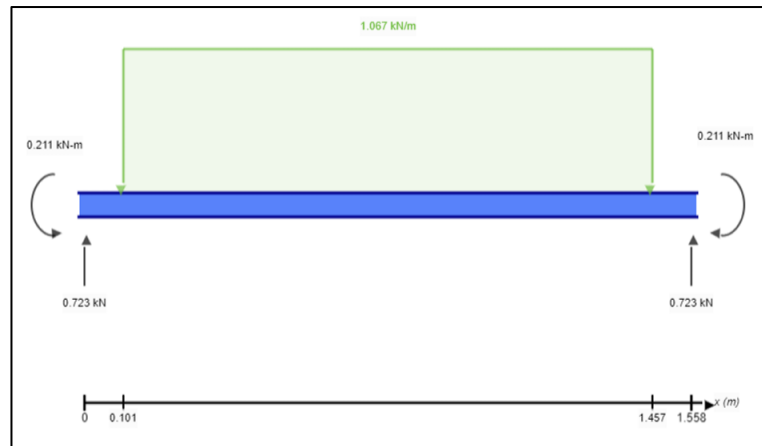 1.067 kN/m
0.211 kN-m
0.211 kN-m
0.723 kN
0.723 kN
x (m)
0
0.101
1.457
1.558